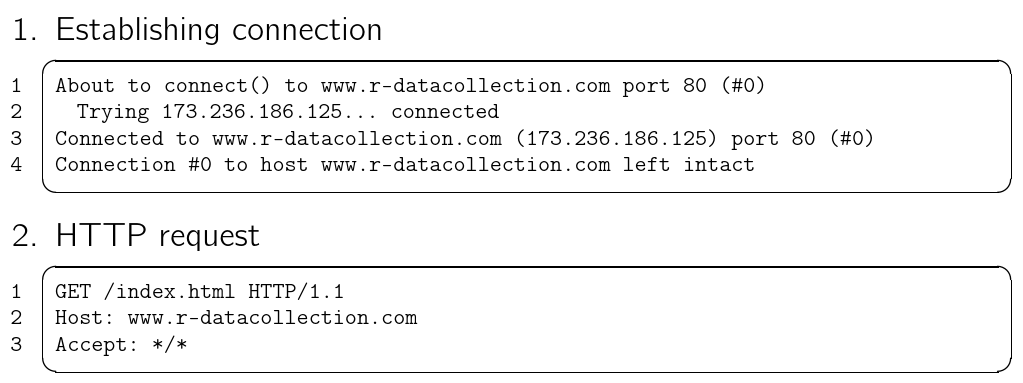 1. Establishing connection
1 About to connect() to www.r-datacollection.com port 80 (#0)
2   Trying 173.236.186.125... connected
3 Connected to www.r-datacollection.com (173.236.186.125) port 80 (#0)
4 Connection #0 to host www.r-datacollection.com left intact
2. HTTP request
1 GET /index.html HTTP/1.1
2 Host: www.r-datacollection.com
3 Accept: */*